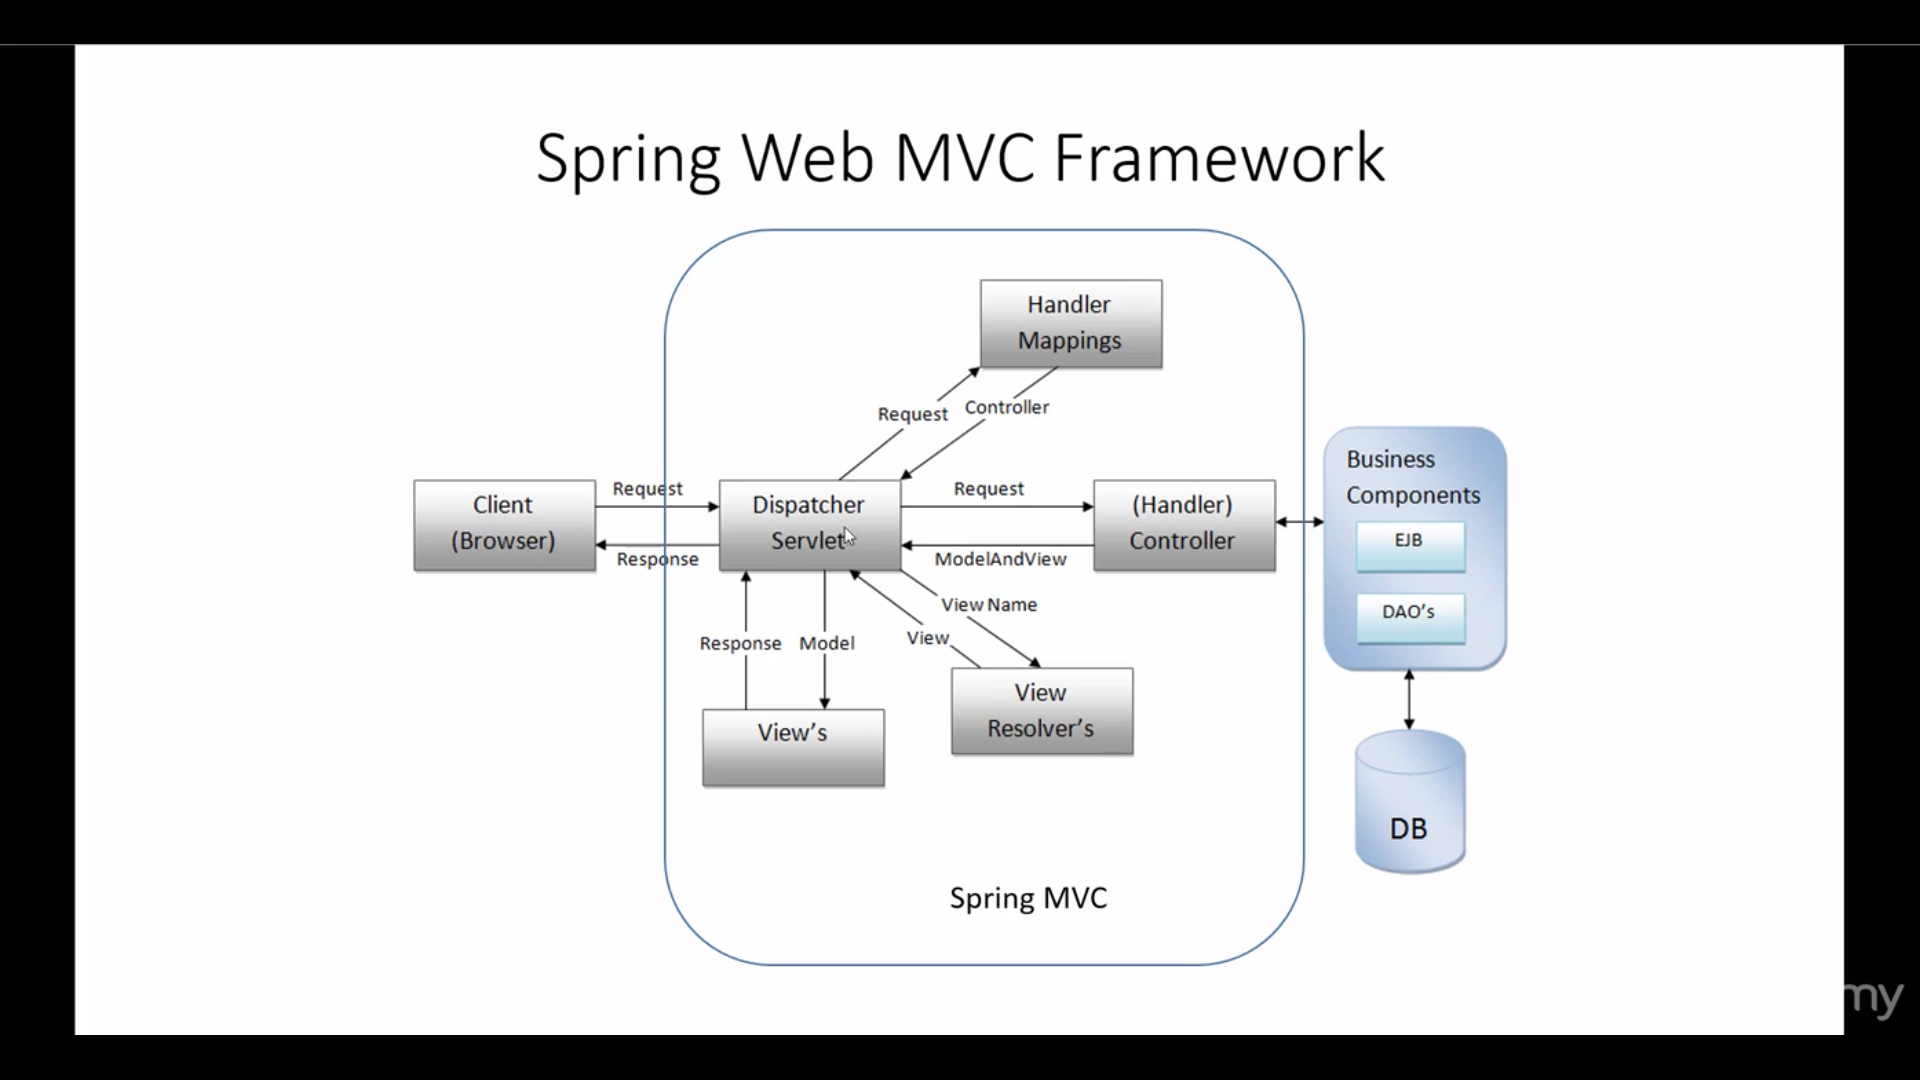 Spring Web MVC Framework
Handler
Mappings
Request
Controller
Client
(Browser)
Request
Response
Dispatcher
Servlet
Request
ModelAndView
(Handler)
Controller
Business
Components
EJB
DAO's
View Name
View
Response
Model
View's
View
Resolver's
DB
Spring MVC
my